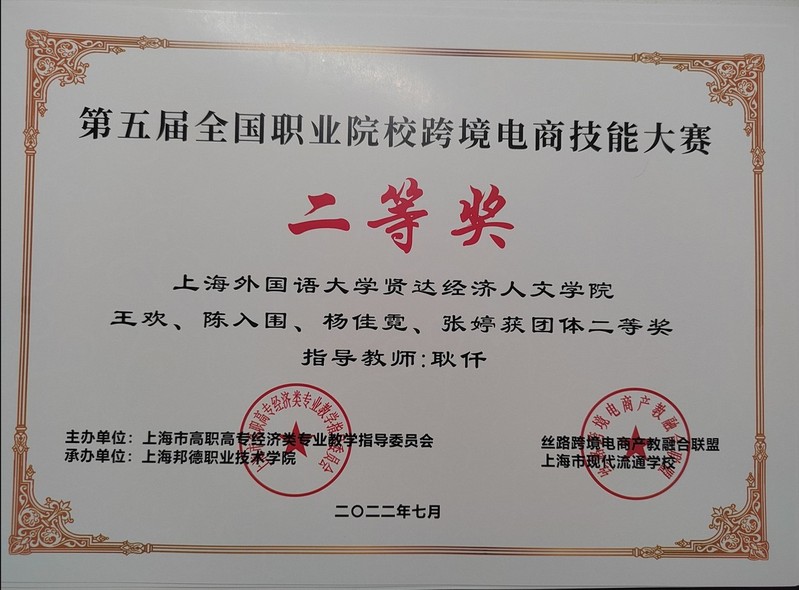 第五届全国职业院校跨境电商技能大赛
二等奖
上海外国语大学贤达经济人文学院
王欢、陈入围、杨佳霓、张婷获团体二等奖
指导教师:耿仟
主办单位：上海市高职高专经济类专业教学指导委员会 丝路跨境电商产教融合联盟
承办单位：上海邦德职业技术学院 上海市现代流通学校
二〇二二年七月